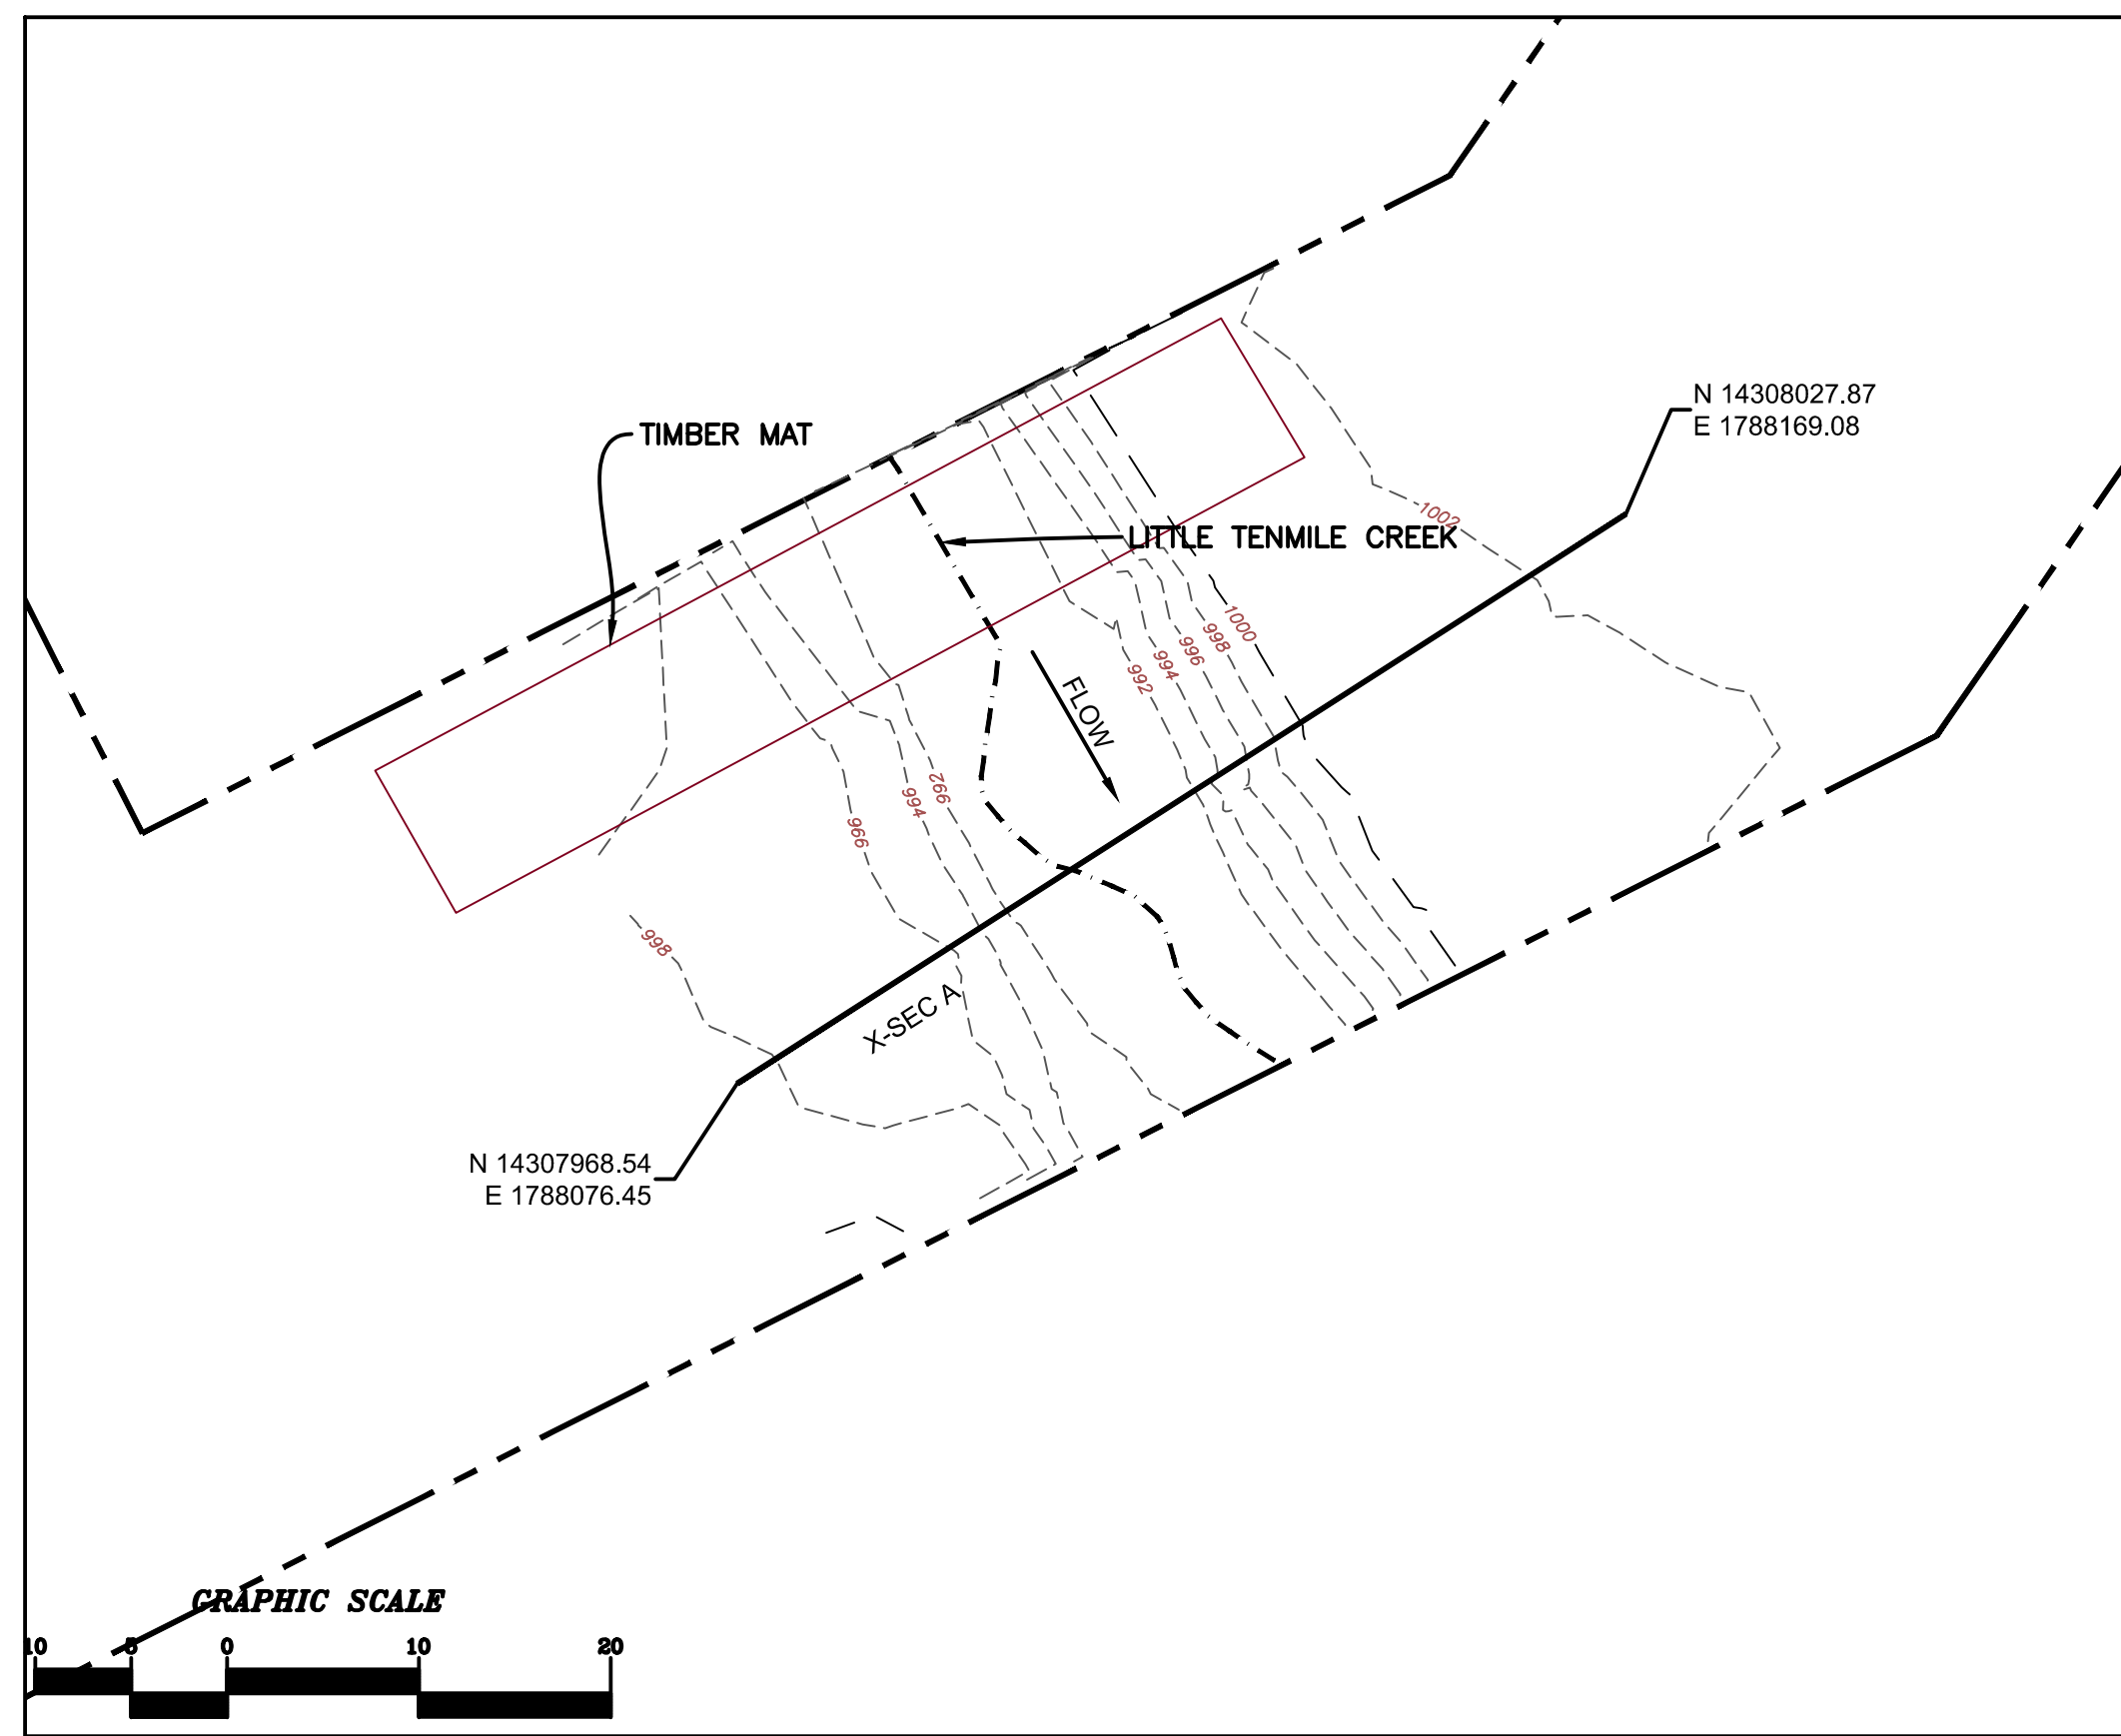 N 14308027.87
E 1788169.08
TIMBER MAT
1002
LITTLE TENMILE CREEK
1000
998
996
994
992
FLOW
992
994
996
998
X-SEC A
N 14307968.54
E 1788076.45
GRAPHIC SCALE
10 5 0 10 20